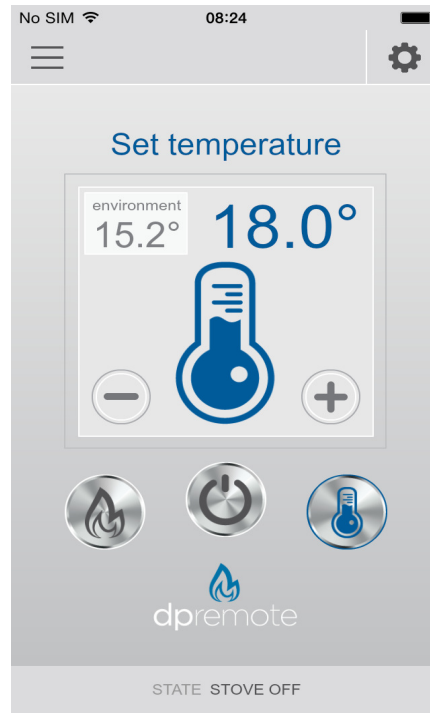 No SIM 08:24
Set temperature
environment
15.2° 18.0°
dpremote
STATE STOVE OFF